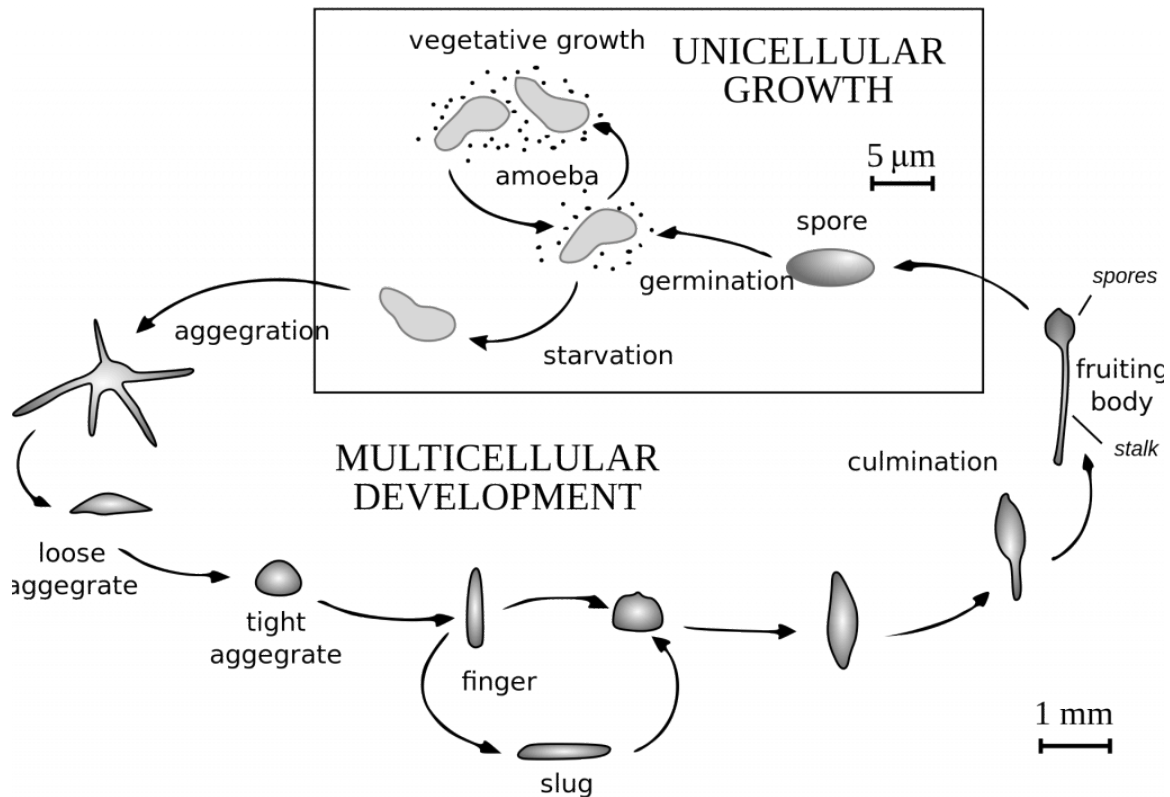 vegetative growth
UNICELLULAR
GROWTH
5 μm
amoeba
spore
germination
spores
aggegration
starvation
fruiting
body
stalk
MULTICELLULAR
DEVELOPMENT
culmination
loose
aggegrate
tight
aggegrate
finger
slug
1 mm